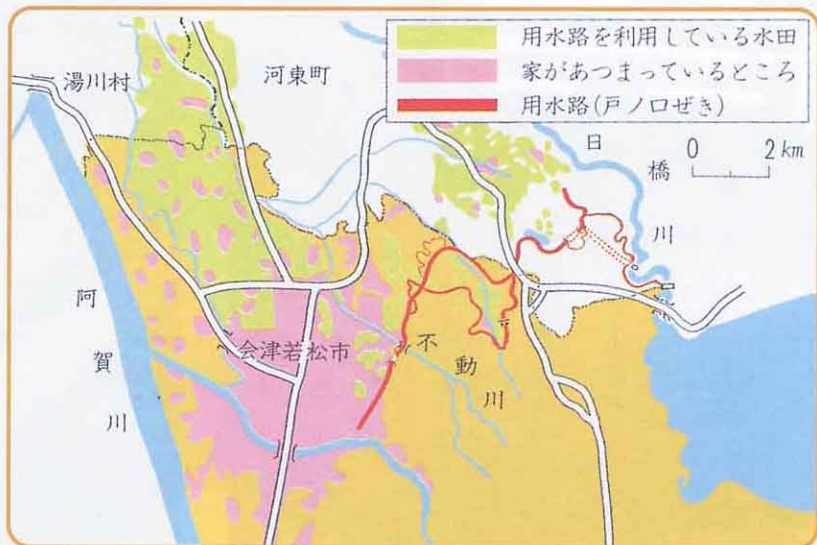 用水路を利用している水田
家があつまっているところ
用水路(戸ノ口ぜき)
湯川村
河東町
日橋川
0 2km
阿賀川
会津若松市
不動川